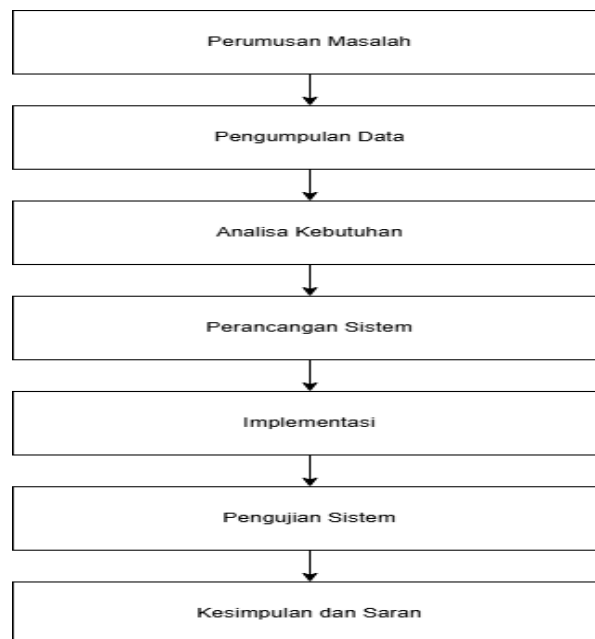 Perumusan Masalah
Pengumpulan Data
Analisa Kebutuhan
Perancangan Sistem
Implementasi
Pengujian Sistem
Kesimpulan dan Saran